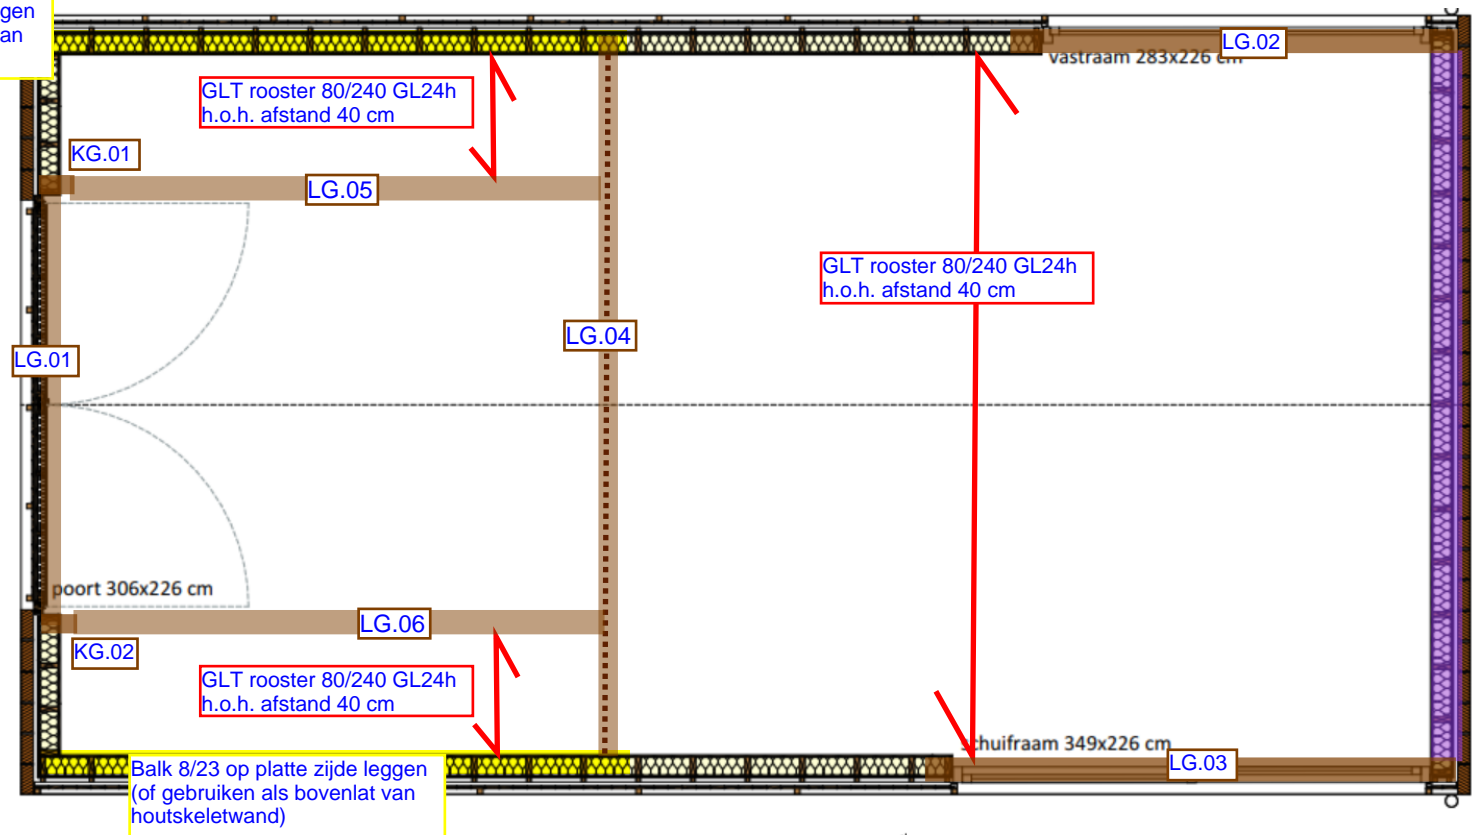 gen
an
LG.02
vastraam 283x226 cm
GLT rooster 80/240 GL24h
h.o.h. afstand 40 cm
KG.01
LG.05
GLT rooster 80/240 GL24h
h.o.h. afstand 40 cm
LG.04
LG.01
poort 306x226 cm
LG.06
KG.02
GLT rooster 80/240 GL24h
h.o.h. afstand 40 cm
schuifraam 349x226 cm
LG.03
Balk 8/23 op platte zijde leggen
(of gebruiken als bovenlat van
houtskeletwand)